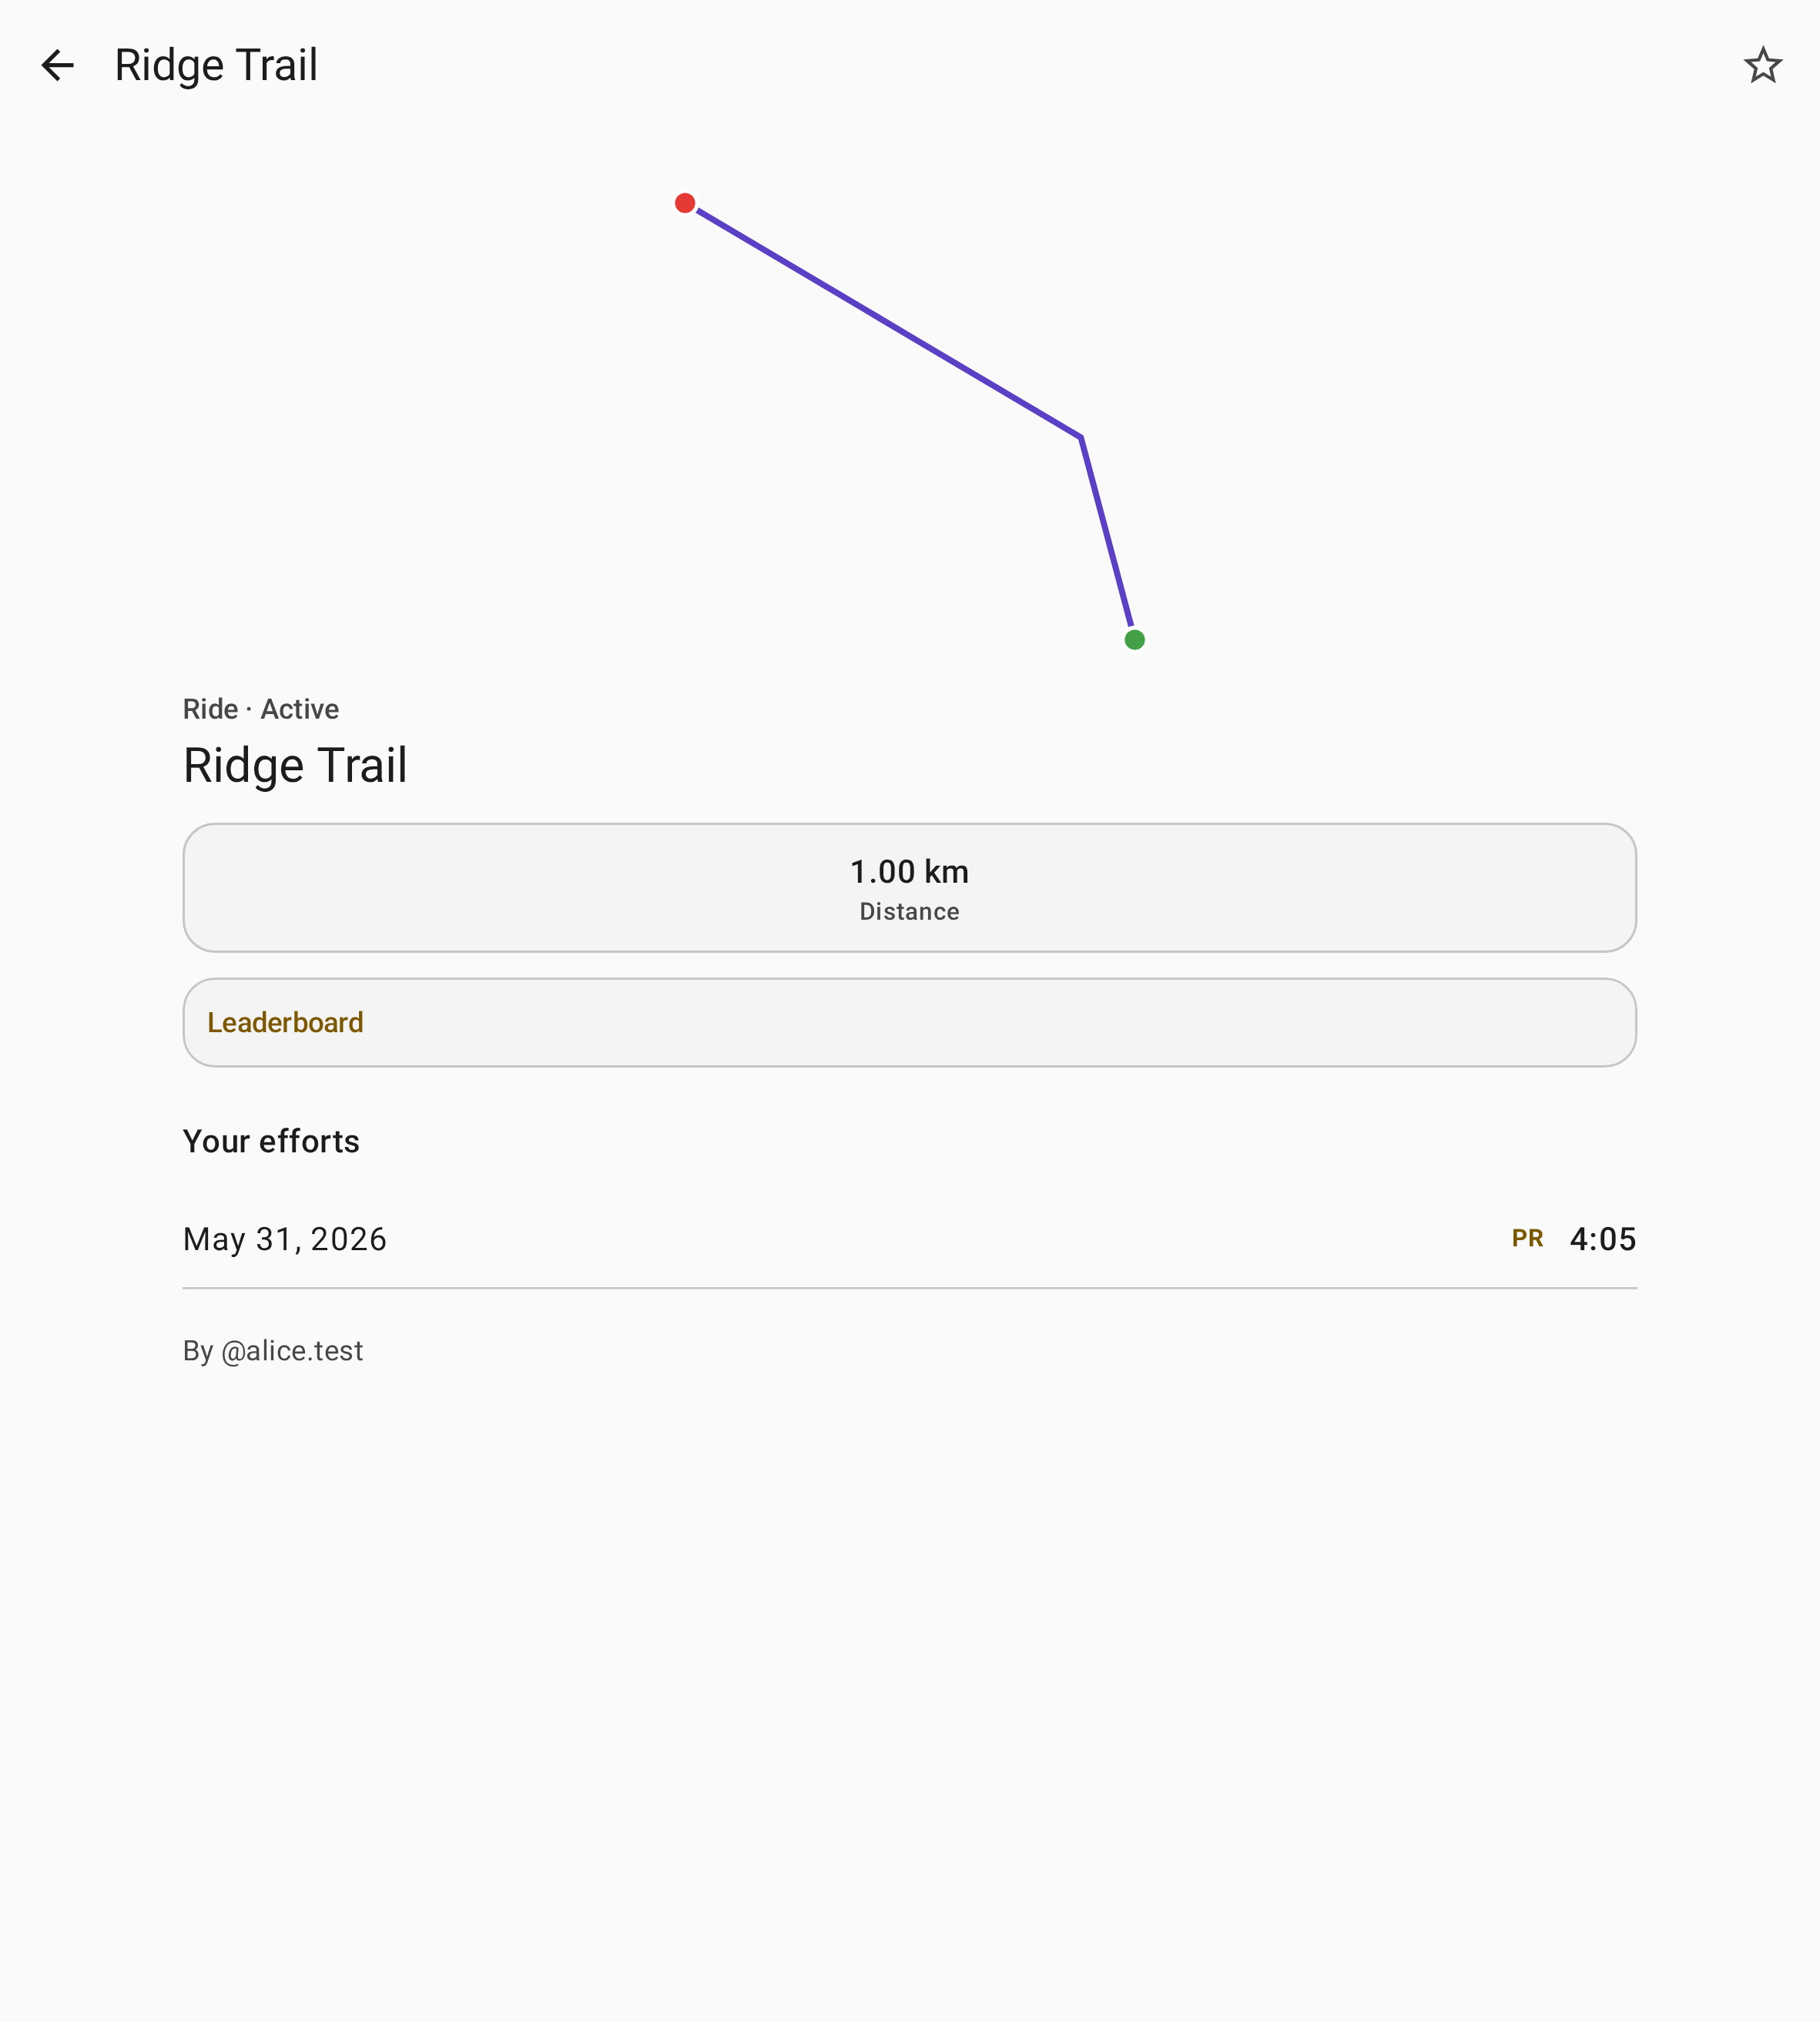 Ridge Trail
Ride · Active
Ridge Trail
1.00 km
Distance
Leaderboard
Your efforts
May 31, 2026 PR 4:05
By @alice.test